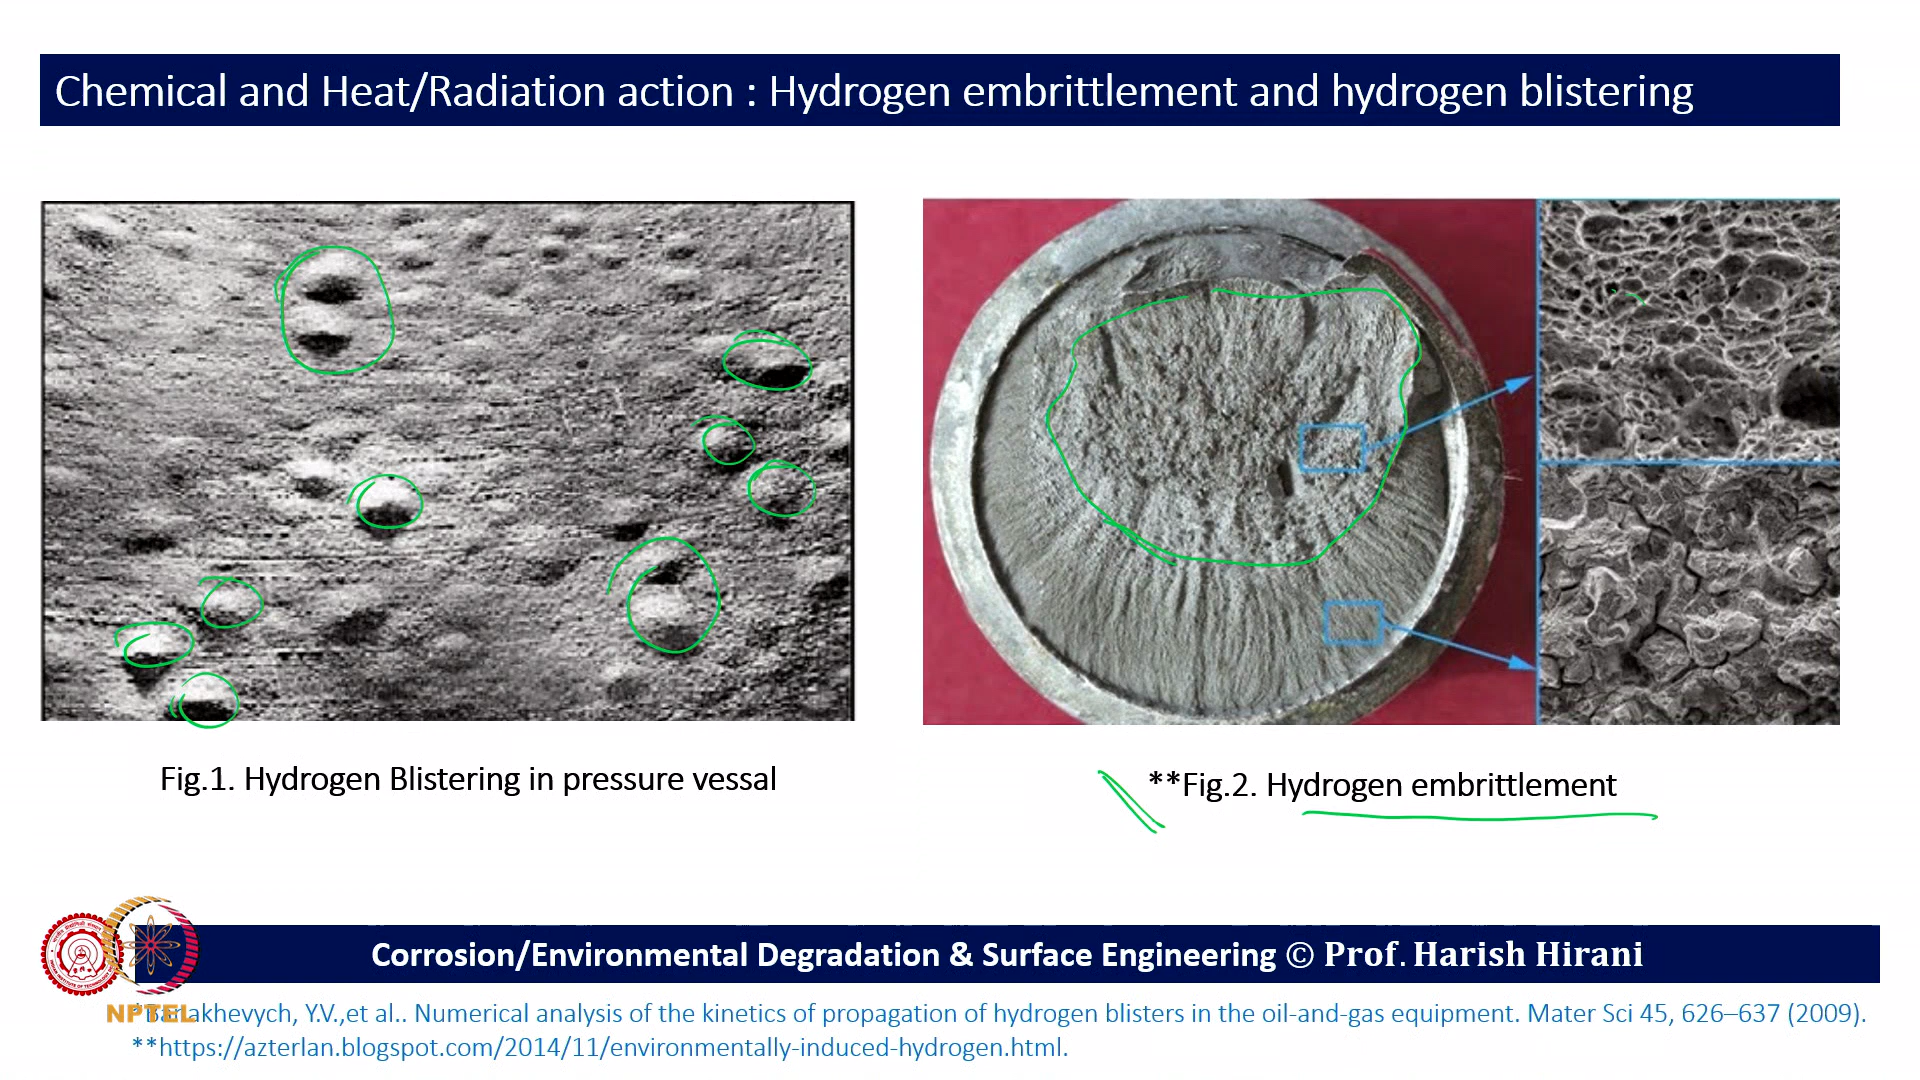 Chemical and Heat/Radiation action : Hydrogen embrittlement and hydrogen blistering
Fig.1. Hydrogen Blistering in pressure vessal
**Fig.2. Hydrogen embrittlement
Corrosion/Environmental Degradation & Surface Engineering © Prof. Harish Hirani
NPTEL
et al.. Numerical analysis of the kinetics of propagation of hydrogen blisters in the oil-and-gas equipment. Mater Sci 45, 626–637 (2009).
**https://azterlan.blogspot.com/2014/11/environmentally-induced-hydrogen.html.